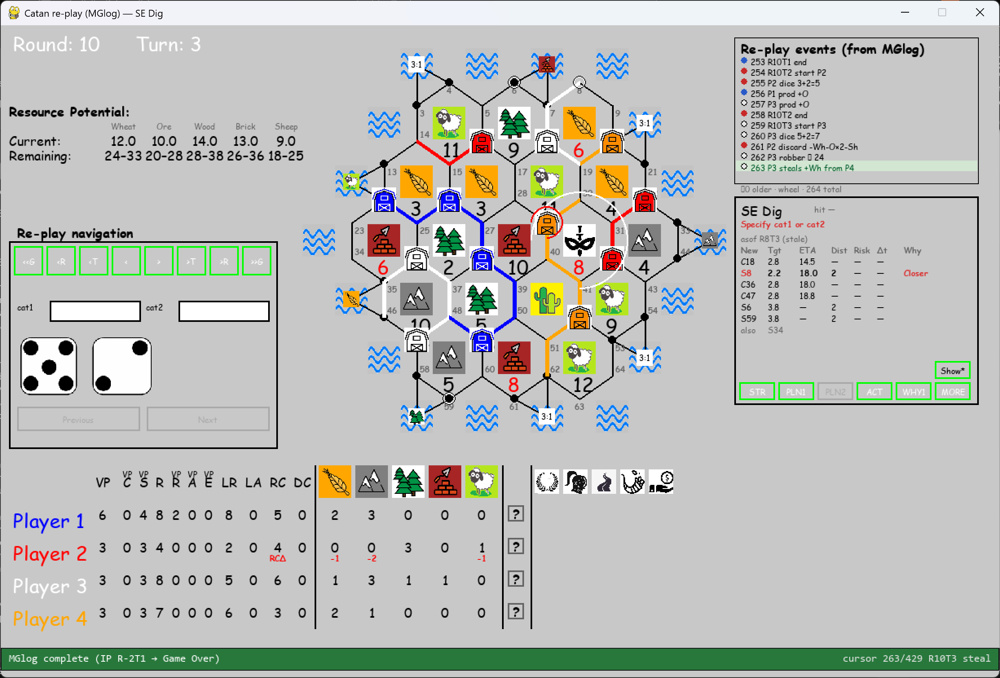 Catan re-play (MGlog) — SE Dig
Round: 10 Turn: 3
Resource Potential:
Wheat Ore Wood Brick Sheep
Current: 12.0 10.0 14.0 13.0 9.0
Remaining: 24-33 20-28 28-38 26-36 18-25
Re-play navigation
<<G <R <T < > >T >R >>G
cat1 cat2
Previous Next
3:1
4 6 8
3 5 7 9
3:1
14
11 9 6
13 15 17 19 21
28 30
3 3 11 4
23 25 27 31 33
34 40 44
6 2 10 8 4
35 37 39 41 43
46 48 50 54
10 5 9
51 53
3:1
58 60 62 64
5 8 12
59 61 63
3:1
Re-play events (from MGlog)
253 R10T1 end
254 R10T2 start P2
255 P2 dice 3+2=5
256 P1 prod +O
257 P3 prod +O
258 R10T2 end
259 R10T3 start P3
260 P3 dice 5+2=7
261 P2 discard -Wh-O×2-Sh
262 P3 robber 24
263 P3 steals +Wh from P4
0 older · wheel · 264 total
SE Dig hit —
Specify cat1 or cat2
asof R8T3 (stale)
New Tgt ETA Dist Risk Δt Why
C18 2.8 14.5 — — —
S8 2.2 18.0 2 — — Closer
C36 2.8 18.0 — — —
C47 2.8 18.8 — — —
S6 3.8 — 2 — —
S59 3.8 — 2 — —
also S34
Show*
STR PLN1 PLN2 ACT WHY1 MORE
VP VP C VP S R VP R VP A VP E LR LA RC DC
Player 1 6 0 4 8 2 0 0 8 0 5 0 2 3 0 0 0 ?
Player 2 3 0 3 4 0 0 0 2 0 4 0 0 0 3 0 1 ?
RCΔ -1 -2 -1
Player 3 3 0 3 8 0 0 0 5 0 6 0 1 3 1 1 0 ?
Player 4 3 0 3 7 0 0 0 6 0 3 0 2 1 0 0 0 ?
MGlog complete (IP R-2T1 → Game Over)
cursor 263/429 R10T3 steal